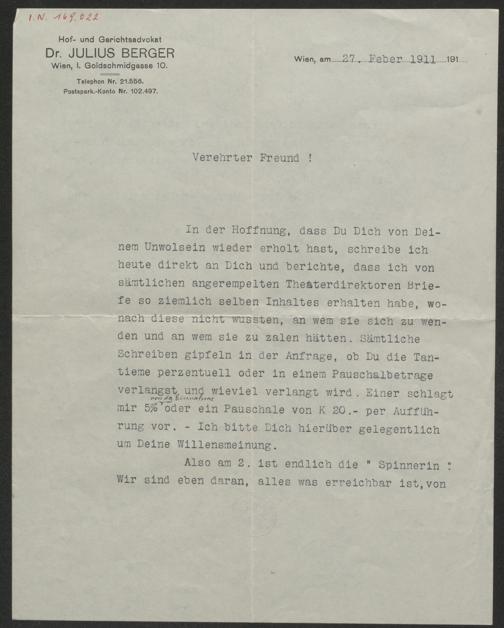 I.N. 169.022
Hof- und Gerichtsadvokat
Dr. JULIUS BERGER
Wien, I. Goldschmidgasse 10.
Telephon Nr. 21.556.
Postspark.-Konto Nr. 102.497.
Wien, am 27. Feber 1911 191
Verehrter Freund !
In der Hoffnung, dass Du Dich von Dei-
nem Unwolsein wieder erholt hast, schreibe ich
heute direkt an Dich und berichte, dass ich von
sämtlichen angerempelten Theaterdirektoren Brie-
fe so ziemlich selben Inhaltes erhalten habe, wo-
nach diese nicht wussten, an wem sie sich zu wen-
den und an wem sie zu zalen hätten. Sämtliche
Schreiben gipfeln in der Anfrage, ob Du die Tan-
tieme perzentuell oder in einem Pauschalbetrage
verlangst und wieviel verlangt wird. Einer schlagt
mir 5% oder ein Pauschale von K 20.- per Auffüh-
rung vor. - Ich bitte Dich hierüber gelegentlich
um Deine Willensmeinung.
Also am 2. ist endlich die " Spinnerin !
Wir sind eben daran, alles was erreichbar ist, von